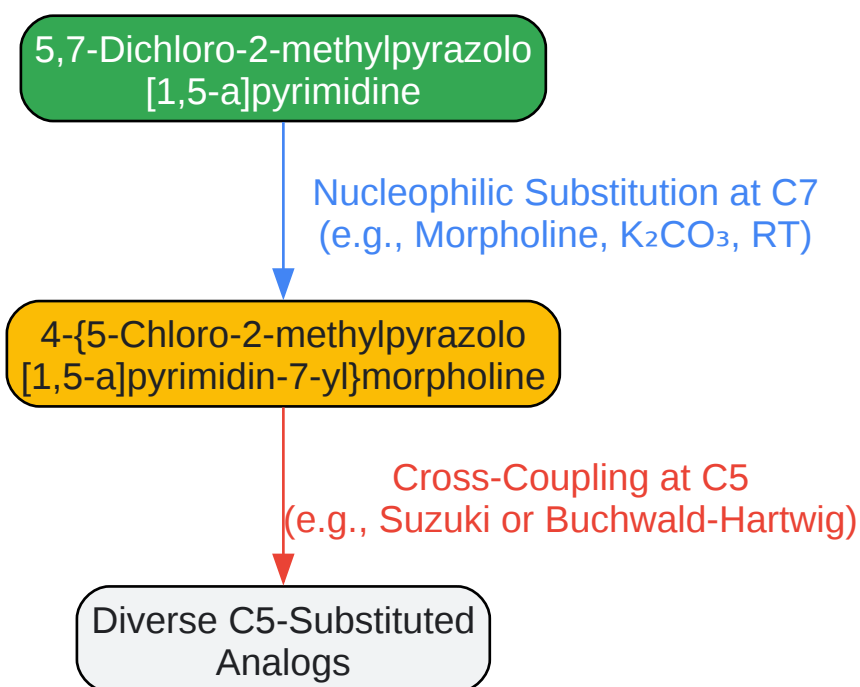 5,7-Dichloro-2-methylpyrazolo
[1,5-a]pyrimidine
Nucleophilic Substitution at C7
(e.g., Morpholine, K₂CO₃, RT)
4-{5-Chloro-2-methylpyrazolo
[1,5-a]pyrimidin-7-yl}morpholine
Cross-Coupling at C5
(e.g., Suzuki or Buchwald-Hartwig)
Diverse C5-Substituted
Analogs